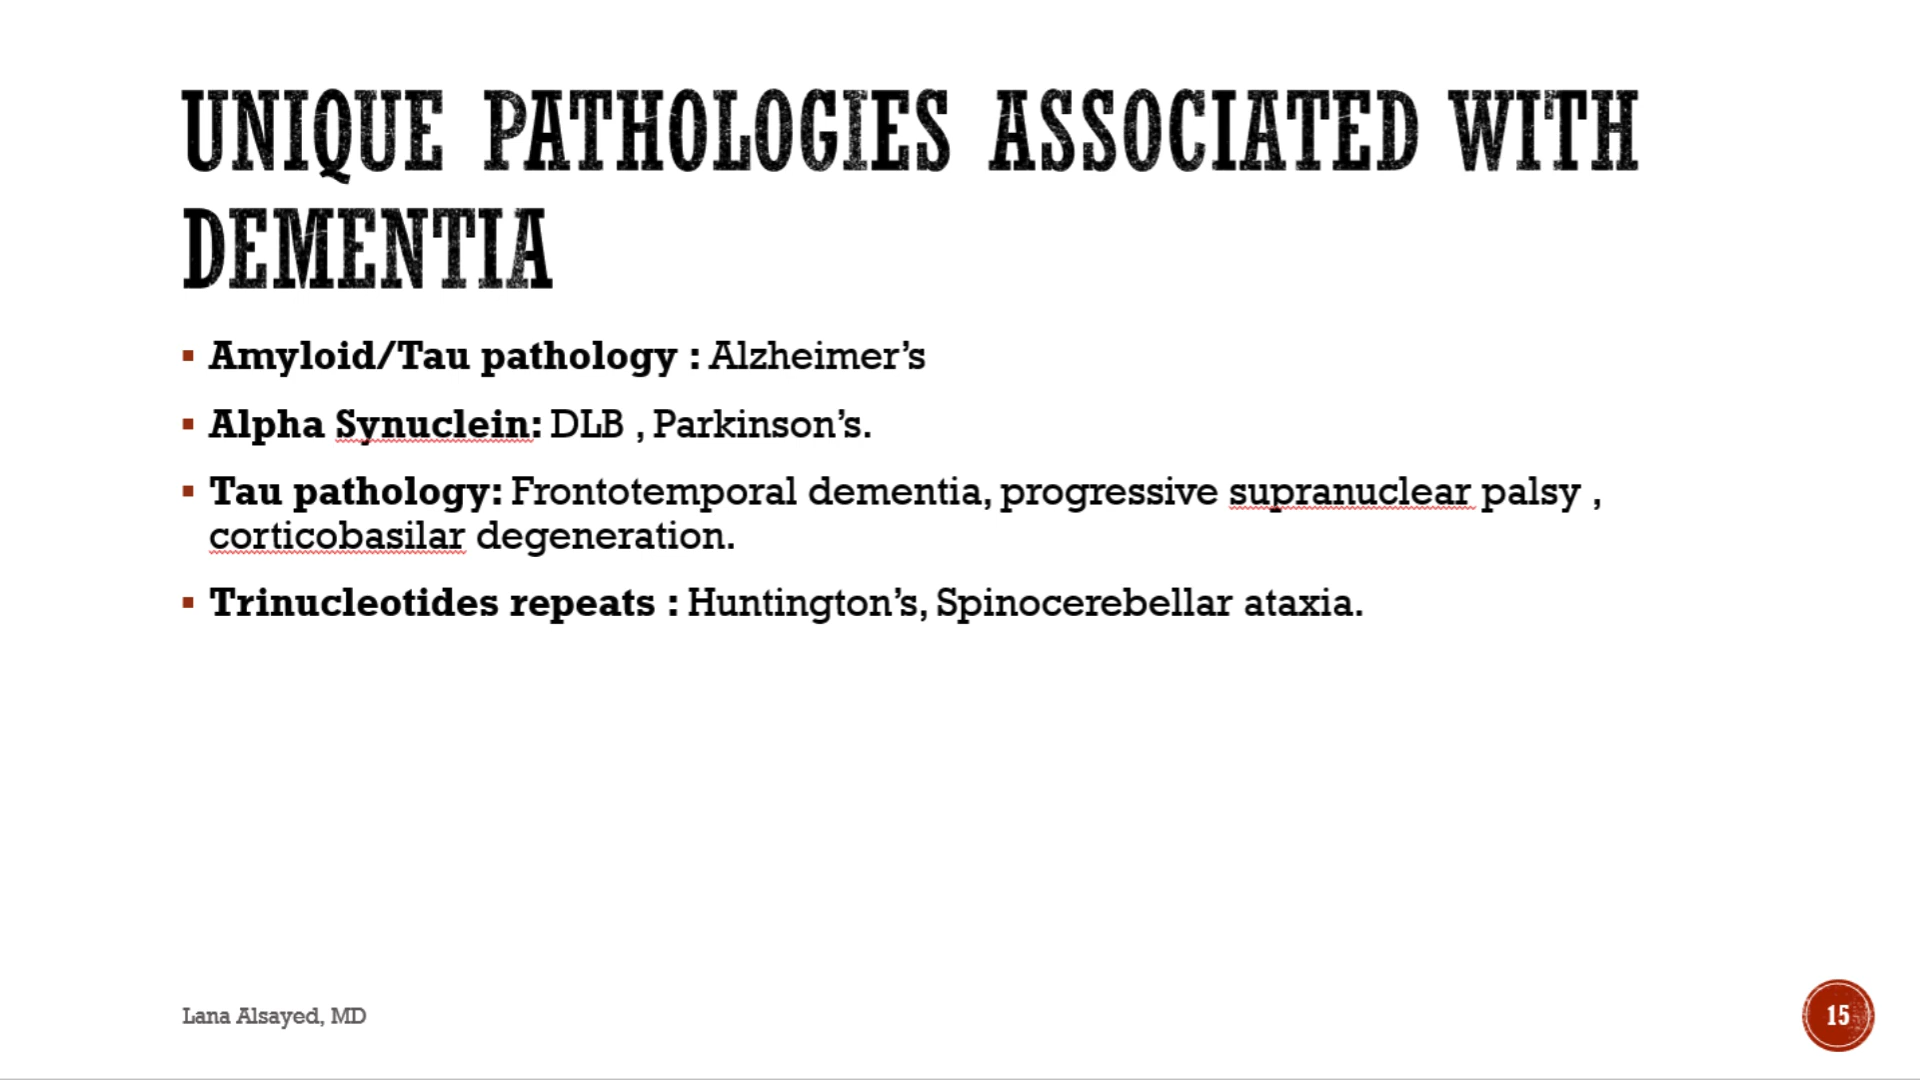 UNIQUE PATHOLOGIES ASSOCIATED WITH
DEMENTIA
▪ Amyloid/Tau pathology : Alzheimer’s
▪ Alpha Synuclein: DLB , Parkinson’s.
▪ Tau pathology: Frontotemporal dementia, progressive supranuclear palsy ,
corticobasilar degeneration.
▪ Trinucleotides repeats : Huntington’s, Spinocerebellar ataxia.
Lana Alsayed, MD
15